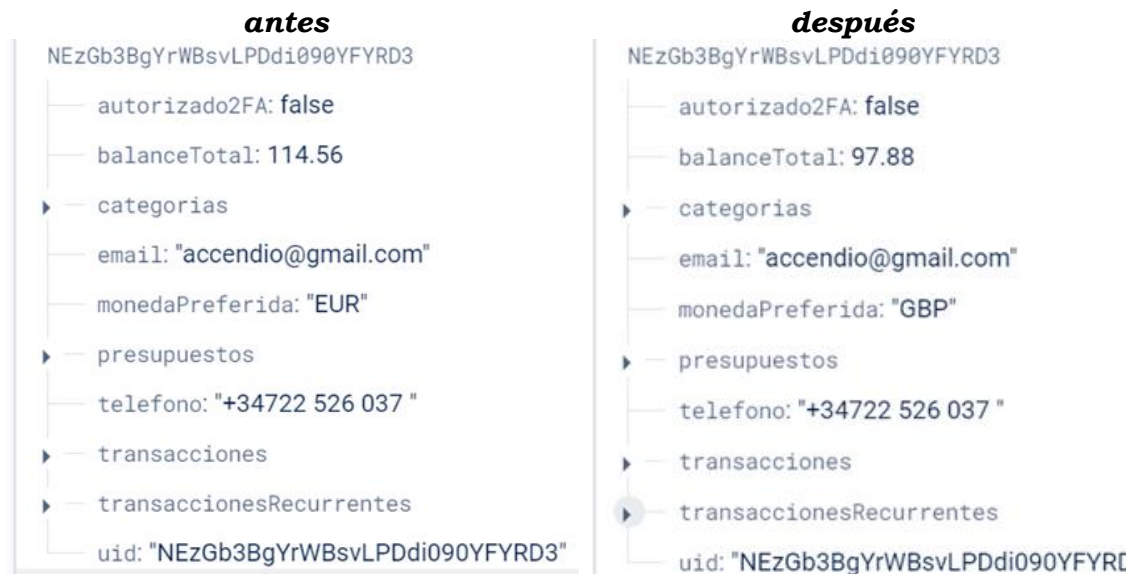 antes
NEzGb3BgYrWBsvLPDdi090YFYRD3
autorizado2FA: false
balanceTotal: 114.56
categorias
email: "accendio@gmail.com"
monedaPreferida: "EUR"
presupuestos
telefono: "+34722 526 037 "
transacciones
transaccionesRecurrentes
uid: "NEzGb3BgYrWBsvLPDdi090YFYRD3"
después
NEzGb3BgYrWBsvLPDdi090YFYRD3
autorizado2FA: false
balanceTotal: 97.88
categorias
email: "accendio@gmail.com"
monedaPreferida: "GBP"
presupuestos
telefono: "+34722 526 037 "
transacciones
transaccionesRecurrentes
uid: "NEzGb3BgYrWBsvLPDdi090YFYRD